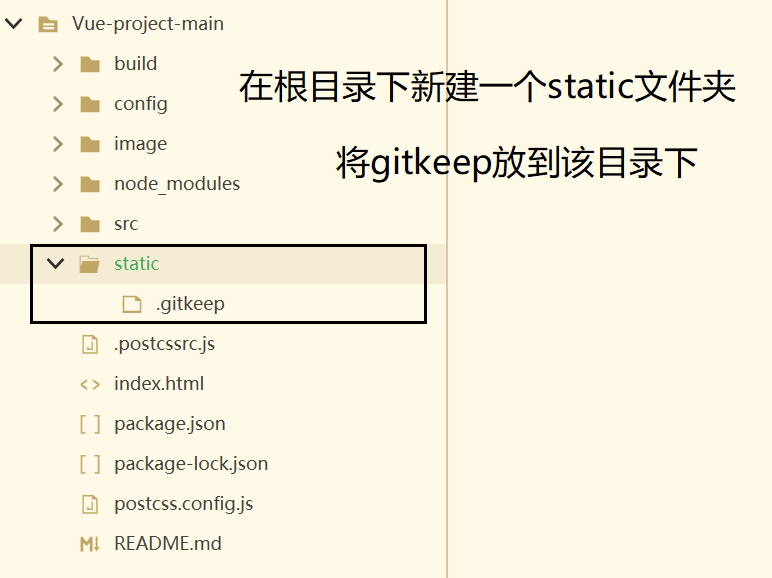 Vue-project-main
build
config
image
node_modules
src
static
.gitkeep
.postcssrc.js
index.html
package.json
package-lock.json
postcss.config.js
README.md
在根目录下新建一个static文件夹
将gitkeep放到该目录下